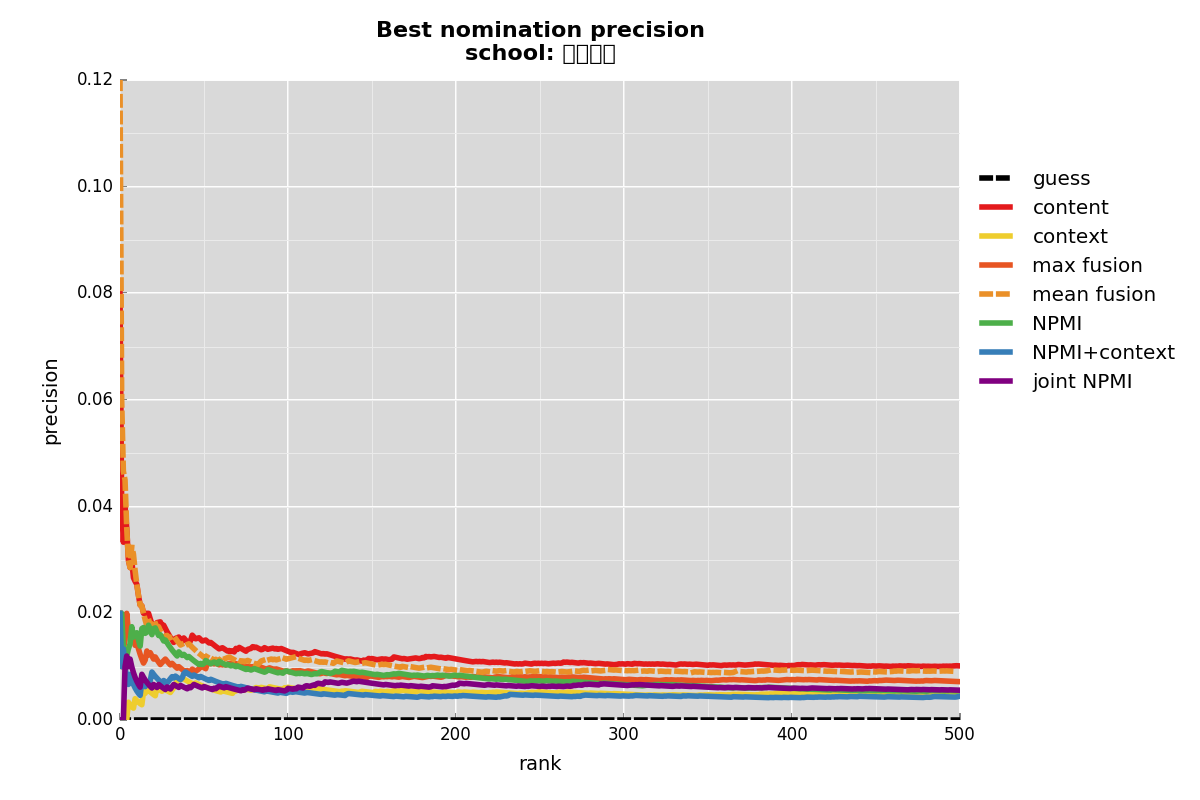 Best nomination precision
school:
0.12
0.10
0.08
0.06
0.04
0.02
0.00
precision
0 100 200 300 400 500
rank
guess
content
context
max fusion
mean fusion
NPMI
NPMI+context
joint NPMI